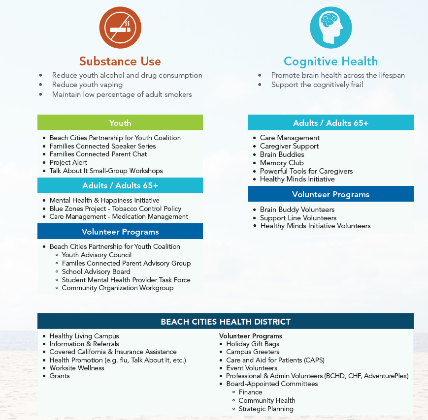 Substance Use
• Reduce youth alcohol and drug consumption
• Reduce youth vaping
• Maintain low percentage of adult smokers
Youth
• Beach Cities Partnership for Youth Coalition
• Families Connected Speaker Series
• Families Connected Parent Chat
• Project Alert
• Talk About It Small-Group Workshops
Adults / Adults 65+
• Mental Health & Happiness Initiative
• Blue Zones Project - Tobacco Control Policy
• Care Management - Medication Management
Volunteer Programs
• Beach Cities Partnership for Youth Coalition
° Youth Advisory Council
° Families Connected Parent Advisory Group
° School Advisory Board
° Student Mental Health Provider Task Force
° Community Organization Workgroup
Cognitive Health
• Promote brain health across the lifespan
• Support the cognitively frail
Adults / Adults 65+
• Care Management
• Caregiver Support
• Brain Buddies
• Memory Club
• Powerful Tools for Caregivers
• Healthy Minds Initiative
Volunteer Programs
• Brain Buddy Volunteers
• Support Line Volunteers
• Healthy Minds Initiative Volunteers
BEACH CITIES HEALTH DISTRICT
• Healthy Living Campus
• Information & Referrals
• Covered California & Insurance Assistance
• Health Promotion (e.g. flu, Talk About It, etc.)
• Worksite Wellness
• Grants
Volunteer Programs
• Holiday Gift Bags
• Campus Greeters
• Care and Aid for Patients (CAPS)
• Event Volunteers
• Professional & Admin Volunteers (BCHD, CHF, AdventurePlex)
• Board-Appointed Committees
° Finance
° Community Health
° Strategic Planning